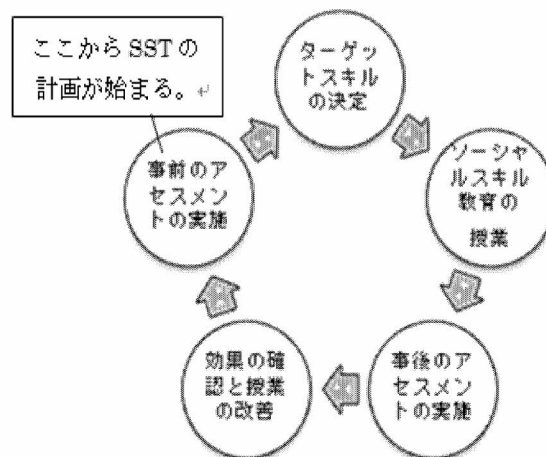 ここからSSTの
計画が始まる。↵
ターゲッ
トスキル
の決定
ソーシャ
ルスキル
教育の
授業
事後のア
セスメン
トの実施
効果の確
認と授業
の改善
事前のア
セスメン
トの実施